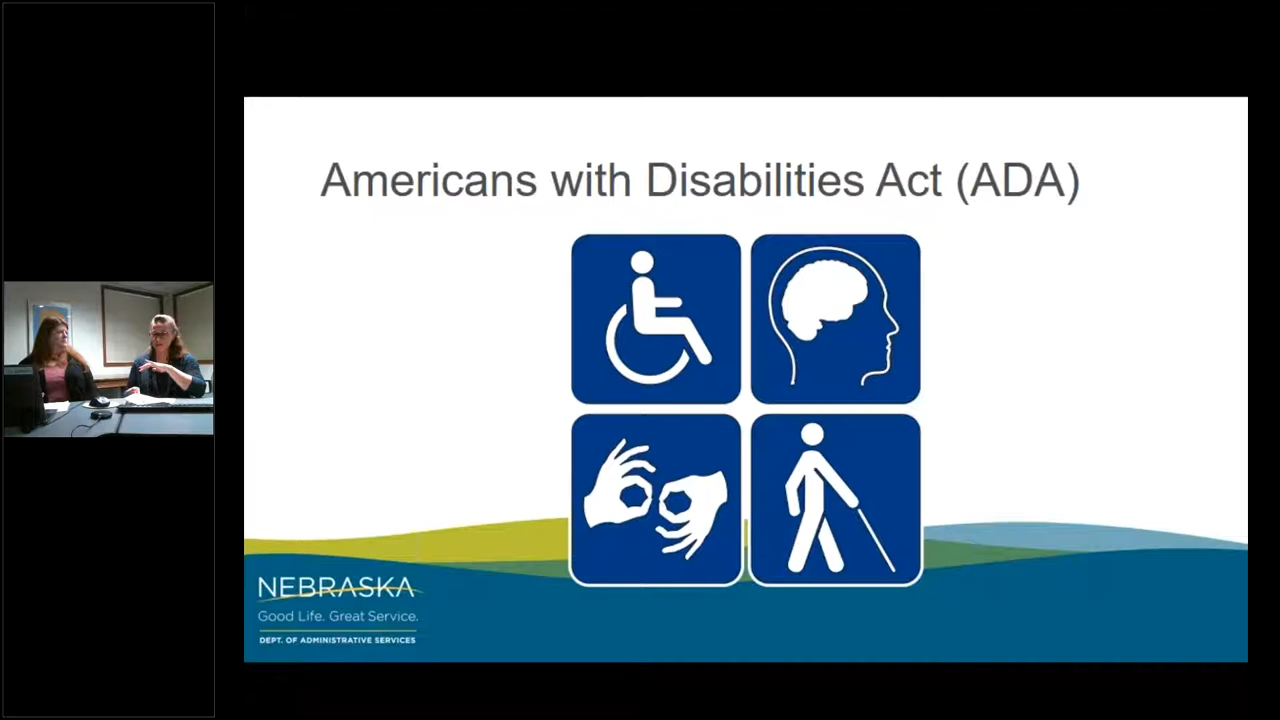 Americans with Disabilities Act (ADA)
NEBRASKA
Good Life. Great Service.
DEPT. OF ADMINISTRATIVE SERVICES